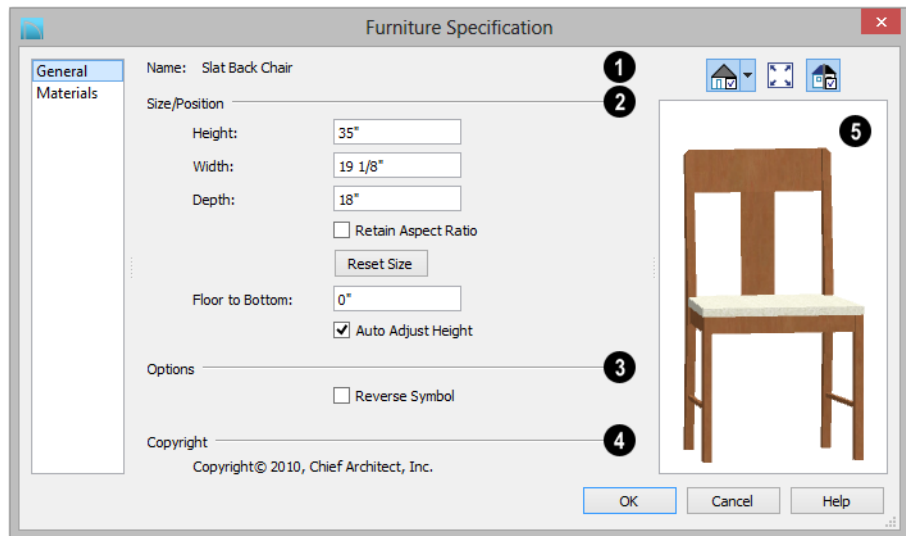 Furniture Specification
×
General
Materials
Name: Slat Back Chair
1
Size/Position
2
Height: 35"
Width: 19 1/8"
Depth: 18"
Retain Aspect Ratio
Reset Size
Floor to Bottom: 0"
Auto Adjust Height
Options
3
Reverse Symbol
Copyright
4
Copyright© 2010, Chief Architect, Inc.
5
OK Cancel Help